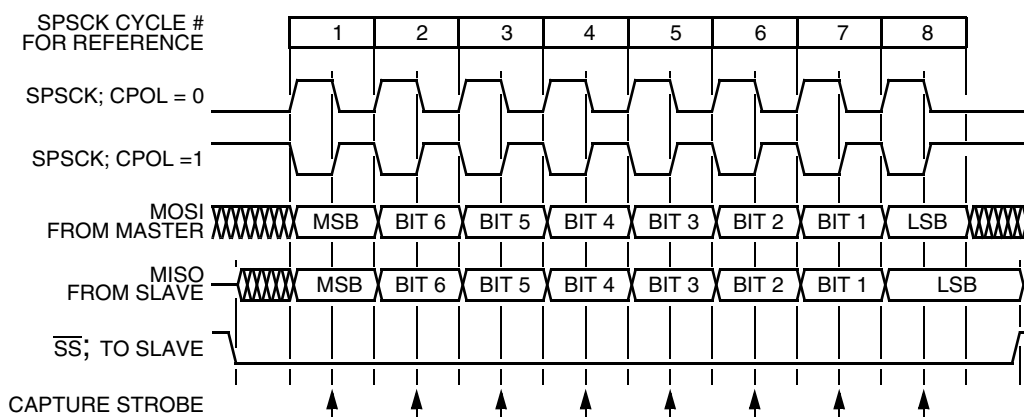 SPSCK CYCLE #
FOR REFERENCE
1 2 3 4 5 6 7 8
SPSCK; CPOL = 0
SPSCK; CPOL =1
MOSI
FROM MASTER
MSB BIT 6 BIT 5 BIT 4 BIT 3 BIT 2 BIT 1 LSB
MISO
FROM SLAVE
MSB BIT 6 BIT 5 BIT 4 BIT 3 BIT 2 BIT 1 LSB
SS; TO SLAVE
CAPTURE STROBE